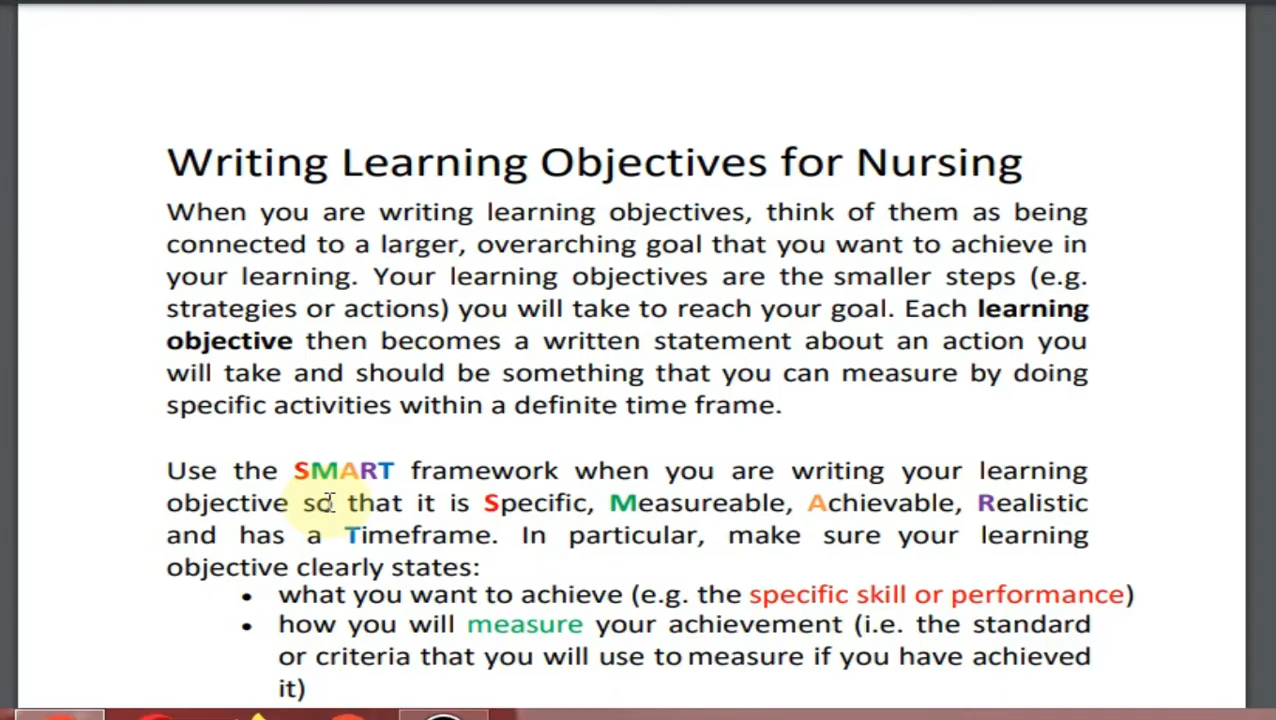 Writing Learning Objectives for Nursing
When you are writing learning objectives, think of them as being
connected to a larger, overarching goal that you want to achieve in
your learning. Your learning objectives are the smaller steps (e.g.
strategies or actions) you will take to reach your goal. Each learning
objective then becomes a written statement about an action you
will take and should be something that you can measure by doing
specific activities within a definite time frame.
Use the SMART framework when you are writing your learning
objective so that it is Specific, Measureable, Achievable, Realistic
and has a Timeframe. In particular, make sure your learning
objective clearly states:
• what you want to achieve (e.g. the specific skill or performance)
• how you will measure your achievement (i.e. the standard
or criteria that you will use to measure if you have achieved
it)